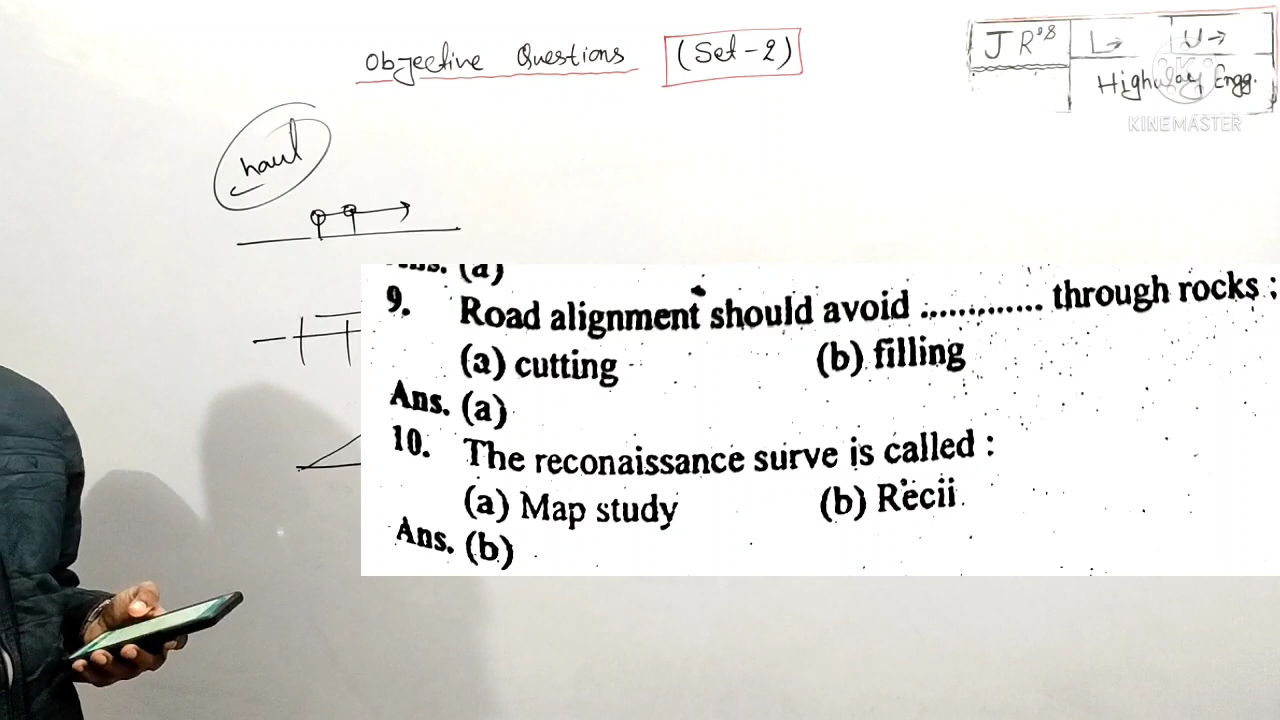 Objective Questions (Set-2)
JR's
L→
U→
Highway Engg.
KINEMASTER
haul
Ans. (a)
9. Road alignment should avoid ............. through rocks :
(a) cutting (b) filling
Ans. (a)
10. The reconaissance surve is called :
(a) Map study (b) Recii
Ans. (b)